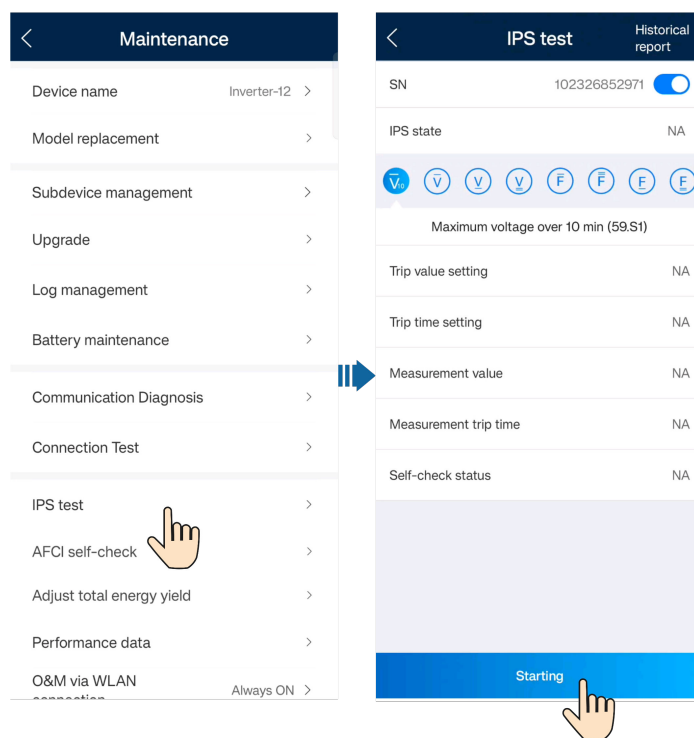 Maintenance
Device name Inverter-12
Model replacement
Subdevice management
Upgrade
Log management
Battery maintenance
Communication Diagnosis
Connection Test
IPS test
AFCI self-check
Adjust total energy yield
Performance data
O&M via WLAN
connection Always ON
IPS test
Historical
report
SN 102326852971
IPS state NA
V10 V V V F F F F
Maximum voltage over 10 min (59.S1)
Trip value setting NA
Trip time setting NA
Measurement value NA
Measurement trip time NA
Self-check status NA
Starting